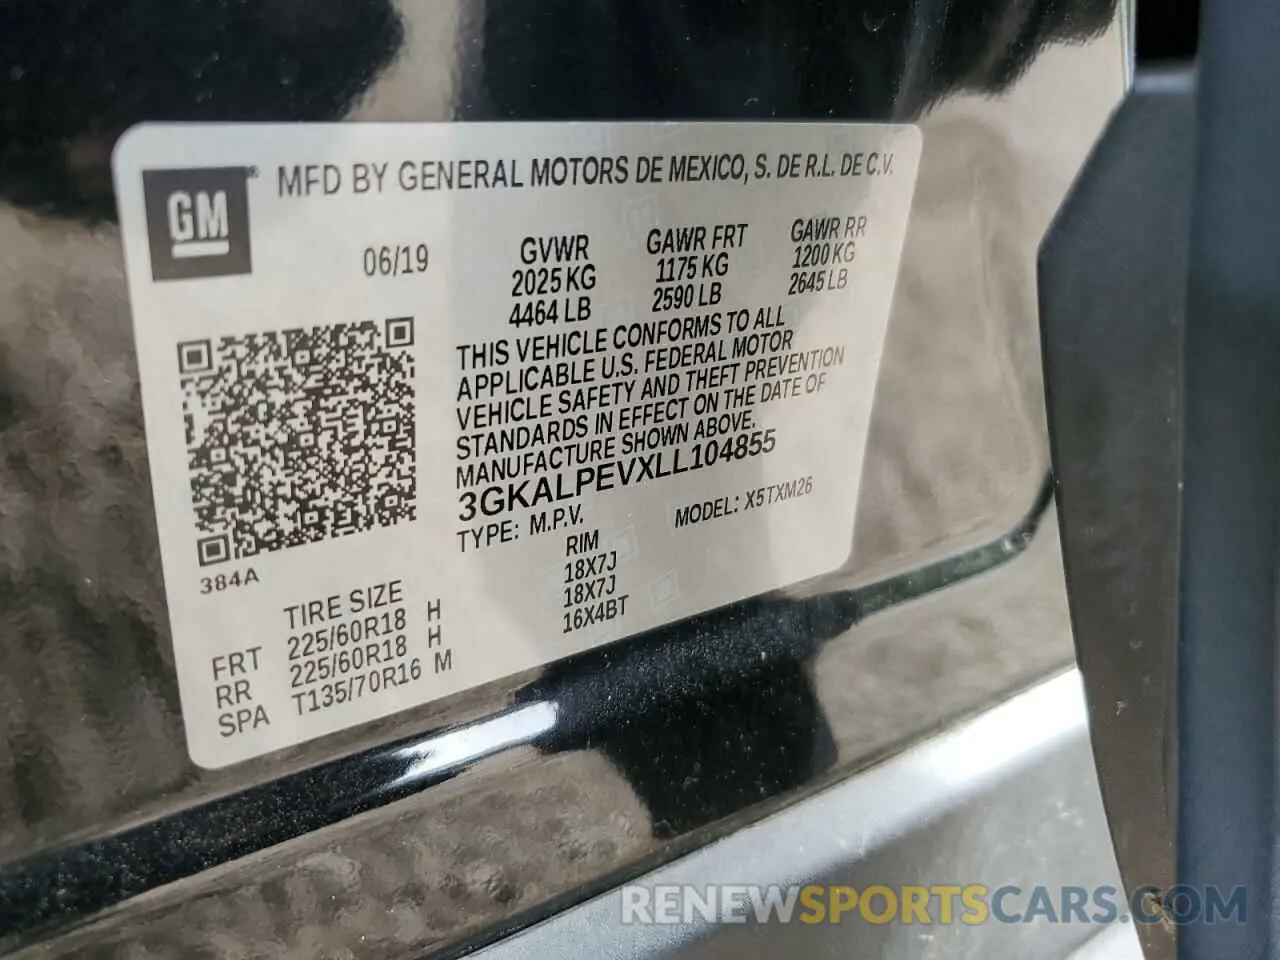 GM® MFD BY GENERAL MOTORS DE MEXICO, S. DE R.L. DE C.V.
06/19
GVWR GAWR FRT GAWR RR
2025 KG 1175 KG 1200 KG
4464 LB 2590 LB 2645 LB
THIS VEHICLE CONFORMS TO ALL
APPLICABLE U.S. FEDERAL MOTOR
VEHICLE SAFETY AND THEFT PREVENTION
STANDARDS IN EFFECT ON THE DATE OF
MANUFACTURE SHOWN ABOVE.
3GKALPEVXLL104855
TYPE: M.P.V. MODEL: X5TXM26
384A
TIRE SIZE RIM
FRT 225/60R18 H 18X7J
RR 225/60R18 H 18X7J
SPA T135/70R16 M 16X4BT
RENEWSPORTSCARS.COM